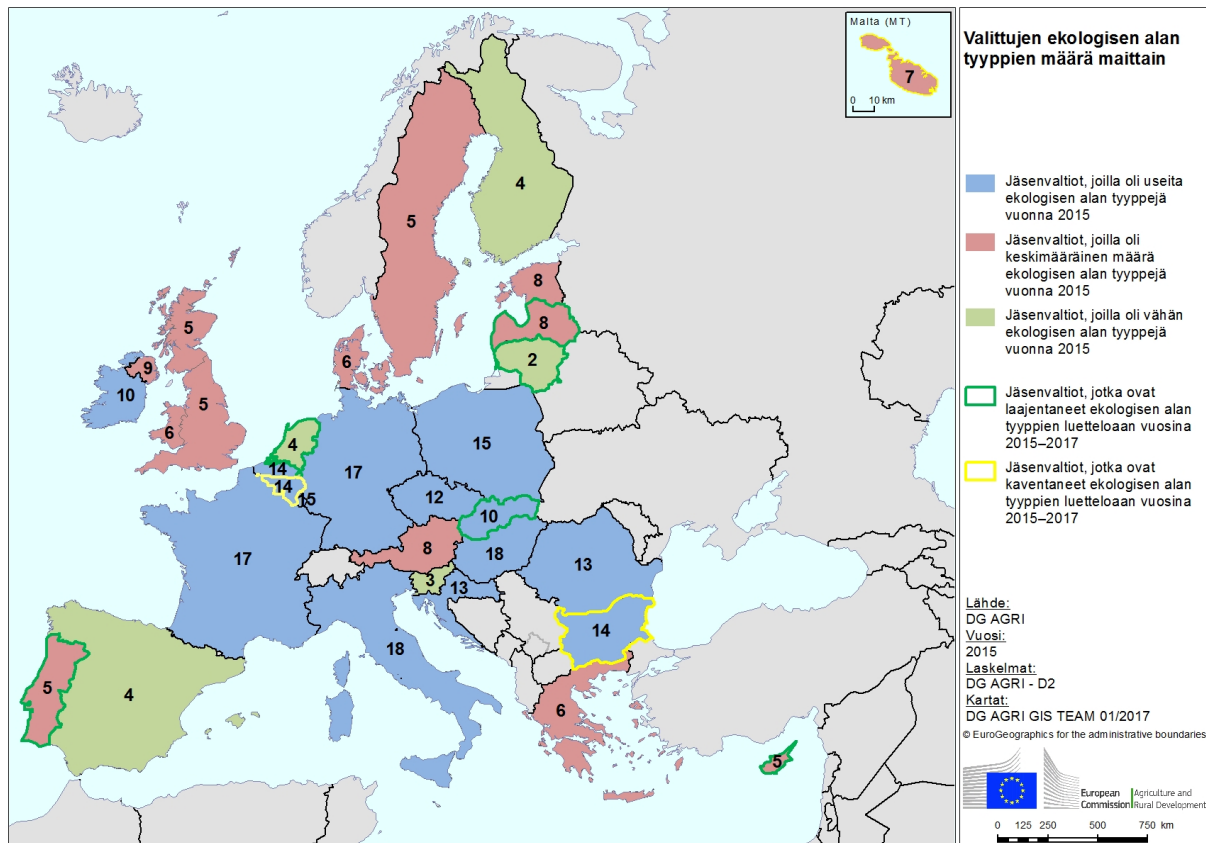 Malta (MT)
7
0 10 km
4
5
8
8
2
6
5
9
10
5
6
4
14
14
15
17
15
12
10
17
8
18
13
3
13
14
18
5
4
6
5
Valittujen ekologisen alan
tyyppien määrä maittain
Jäsenvaltiot, joilla oli useita
ekologisen alan tyyppejä
vuonna 2015
Jäsenvaltiot, joilla oli
keskimääräinen määrä
ekologisen alan tyyppejä
vuonna 2015
Jäsenvaltiot, joilla oli vähän
ekologisen alan tyyppejä
vuonna 2015
Jäsenvaltiot, jotka ovat
laajentaneet ekologisen alan
tyyppien luetteloaan vuosina
2015–2017
Jäsenvaltiot, jotka ovat
kaventaneet ekologisen alan
tyyppien luetteloaan vuosina
2015–2017
Lähde:
DG AGRI
Vuosi:
2015
Laskelmat:
DG AGRI - D2
Kartat:
DG AGRI GIS TEAM 01/2017
© EuroGeographics for the administrative boundaries
European
Commission
Agriculture and
Rural Development
0 125 250 500 750 km